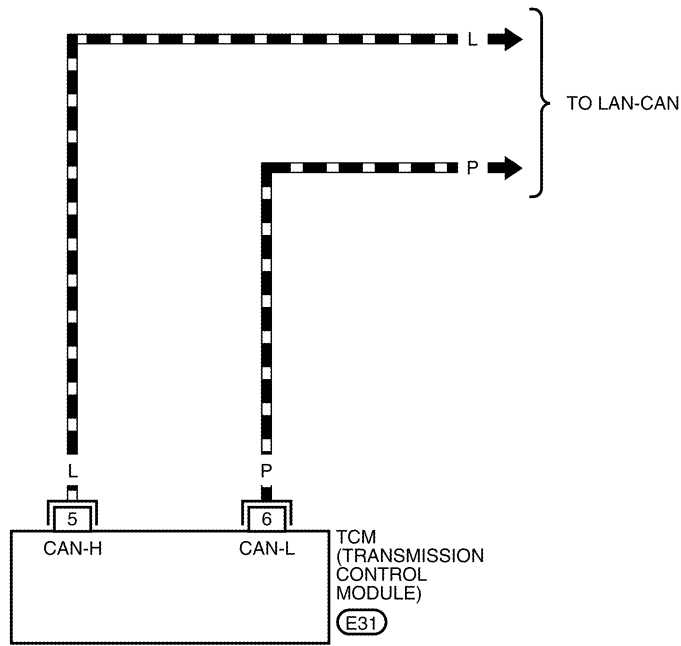 L
TO LAN-CAN
P
L
P
5
6
CAN-H
CAN-L
TCM
(TRANSMISSION
CONTROL
MODULE)
E31